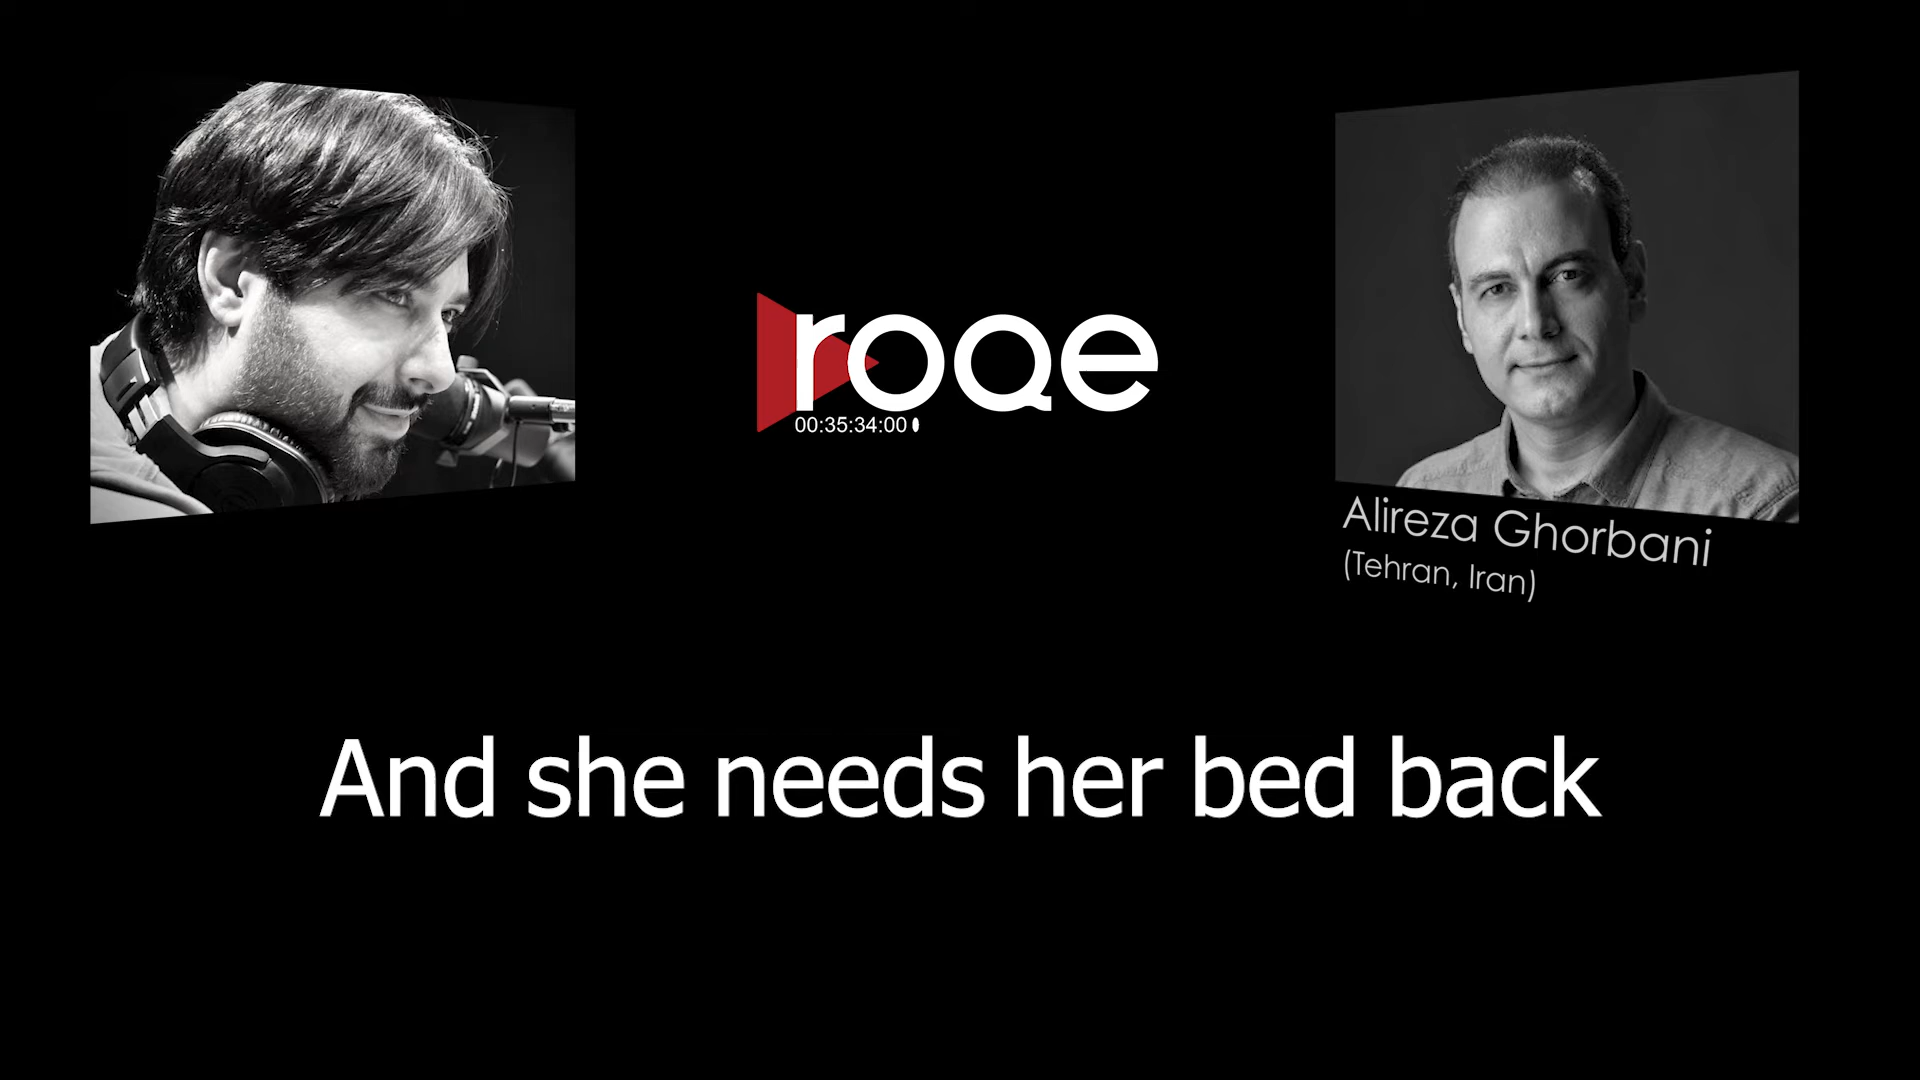 roqe
00:35:34:00
Alireza Ghorbani
(Tehran, Iran)
And she needs her bed back